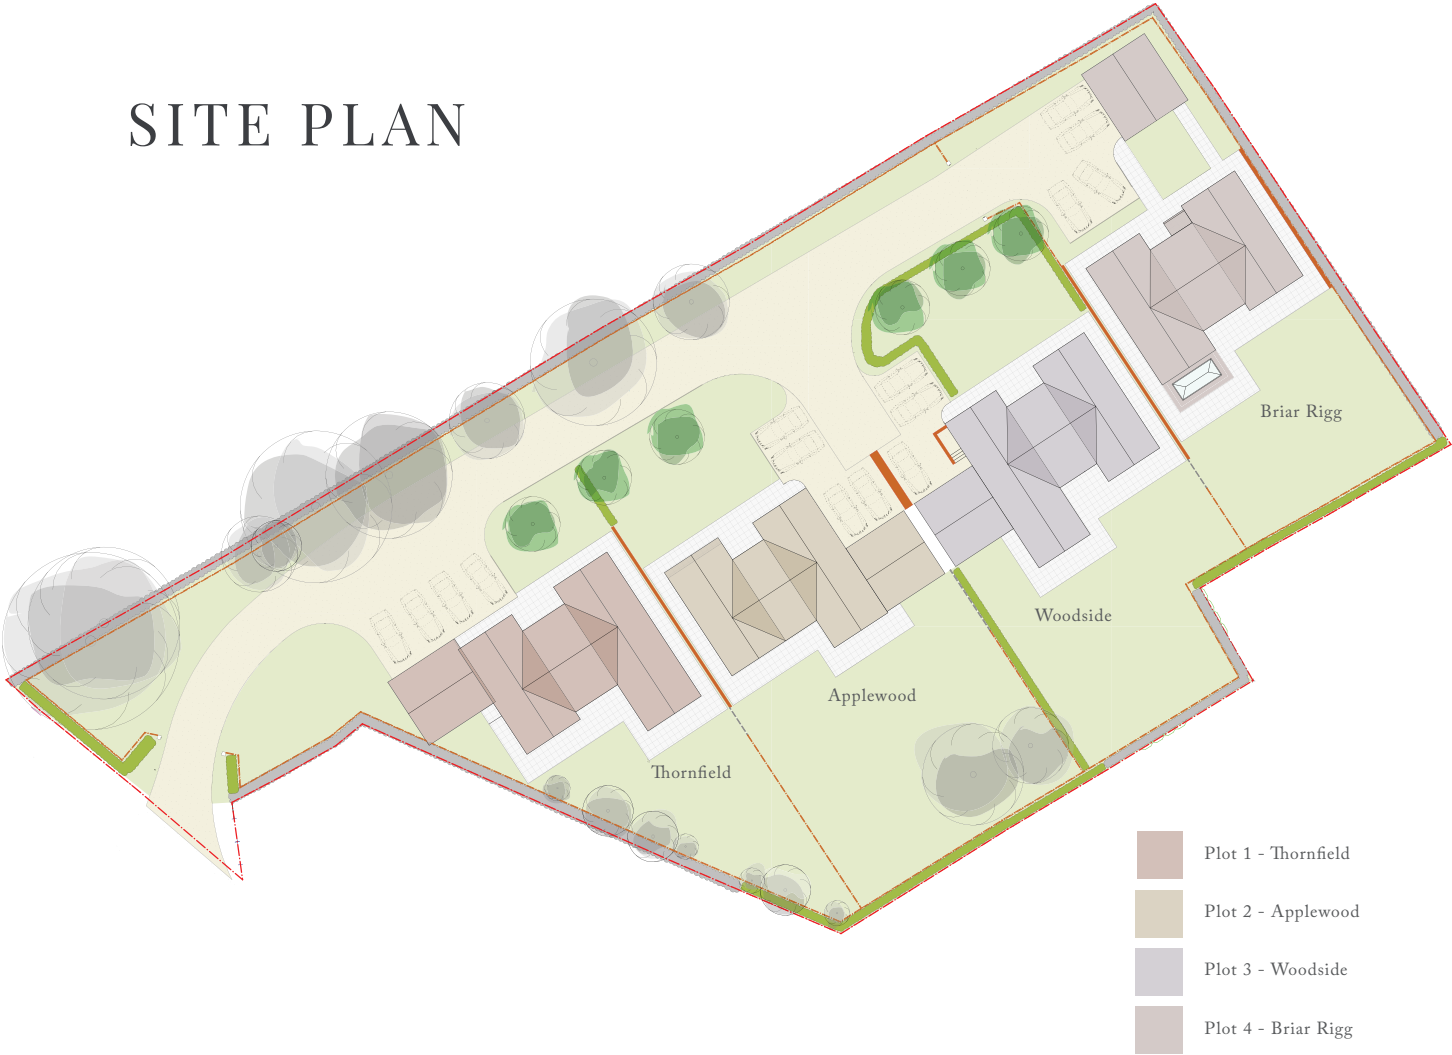 SITE PLAN
Briar Rigg
Woodside
Applewood
Thornfield
Plot 1 - Thornfield
Plot 2 - Applewood
Plot 3 - Woodside
Plot 4 - Briar Rigg